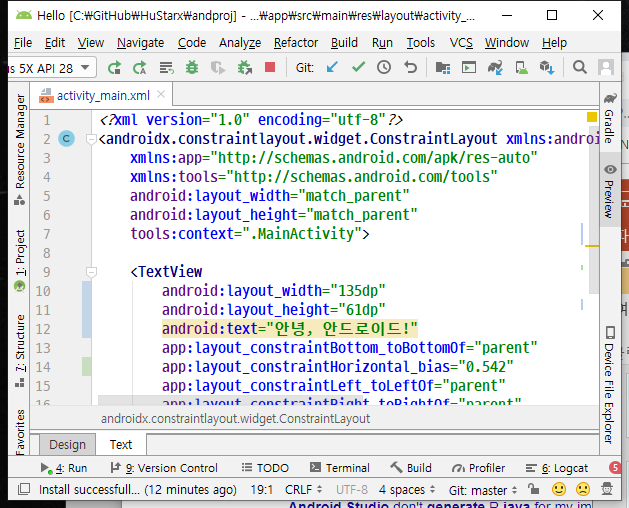 Hello [C:₩GitHub₩HuStarx₩andproj] - ...₩app₩src₩main₩res₩layout₩activity_...
File Edit View Navigate Code Analyze Refactor Build Run Tools VCS Window Help
us 5X API 28 Git:
activity_main.xml
1 <?xml version="1.0" encoding="utf-8"?>
2 <androidx.constraintlayout.widget.ConstraintLayout xmlns:andro
3 xmlns:app="http://schemas.android.com/apk/res-auto"
4 xmlns:tools="http://schemas.android.com/tools"
5 android:layout_width="match_parent"
6 android:layout_height="match_parent"
7 tools:context=".MainActivity">
8
9 <TextView
10 android:layout_width="135dp"
11 android:layout_height="61dp"
12 android:text="안녕, 안드로이드!"
13 app:layout_constraintBottom_toBottomOf="parent"
14 app:layout_constraintHorizontal_bias="0.542"
15 app:layout_constraintLeft_toLeftOf="parent"
16 app:layout_constraintRight_toRightOf="parent"
androidx.constraintlayout.widget.ConstraintLayout
Design Text
Resource Manager
1: Project
7: Structure
Favorites
Gradle
Preview
Device File Explorer
4: Run 9: Version Control TODO Terminal Build Profiler 6: Logcat 5
Install successf... (12 minutes ago) 19:1 CRLF UTF-8 4 spaces Git: master
Android Studio don't generate R.java for my im